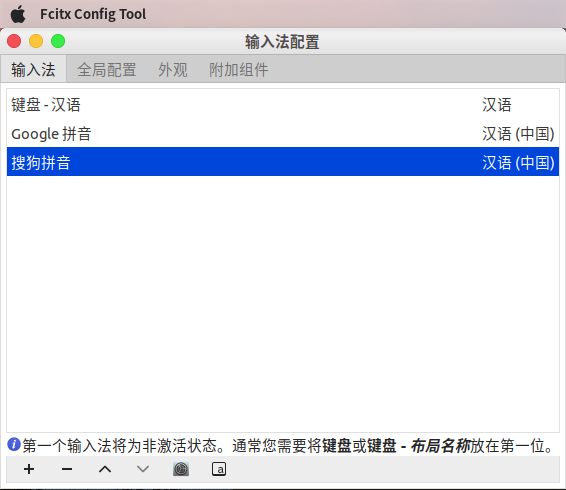 Fcitx Config Tool
输入法配置
输入法 全局配置 外观 附加组件
键盘 - 汉语 汉语
Google 拼音 汉语 (中国)
搜狗拼音 汉语 (中国)
第一个输入法将为非激活状态。通常您需要将键盘或键盘 - 布局名称放在第一位。